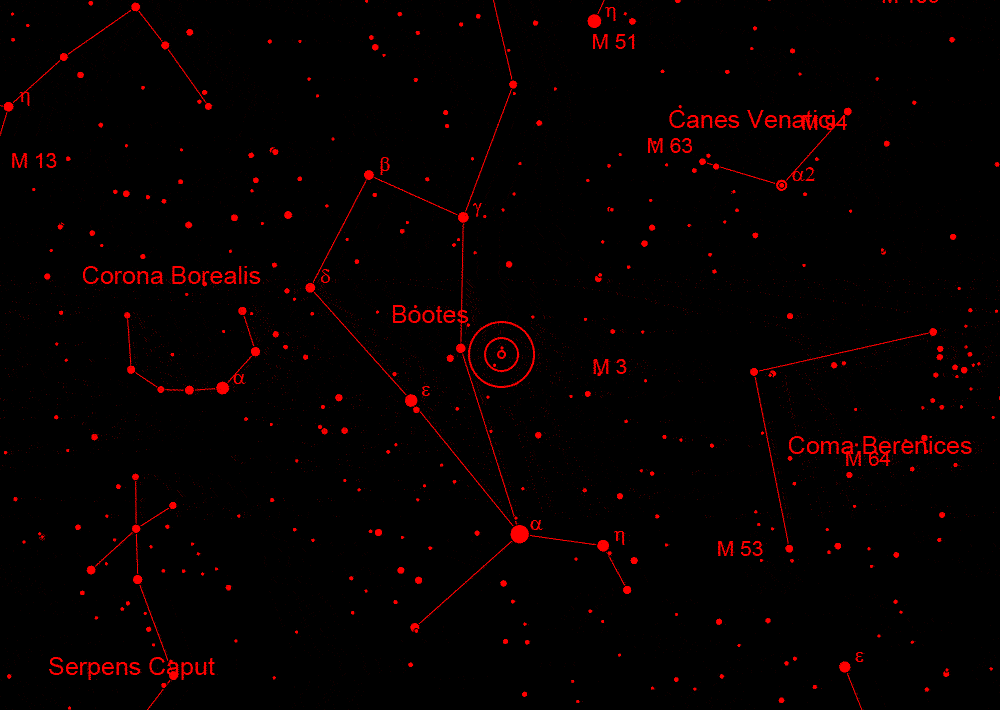 η
M 51
Canes Venatici
M 94
M 63
α2
η
M 13
β
γ
Corona Borealis
δ
Bootes
M 3
α
ε
Coma Berenices
M 64
α
η
M 53
Serpens Caput
ε